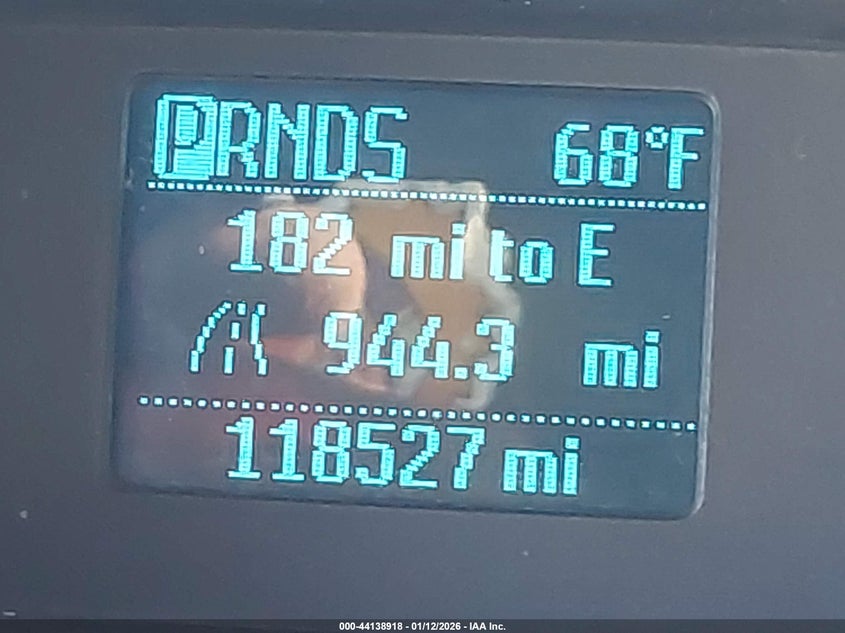 PRNDS 68°F
182 mi to E
944.3 mi
118527 mi
000-44138918 - 01/12/2026 - IAA Inc.